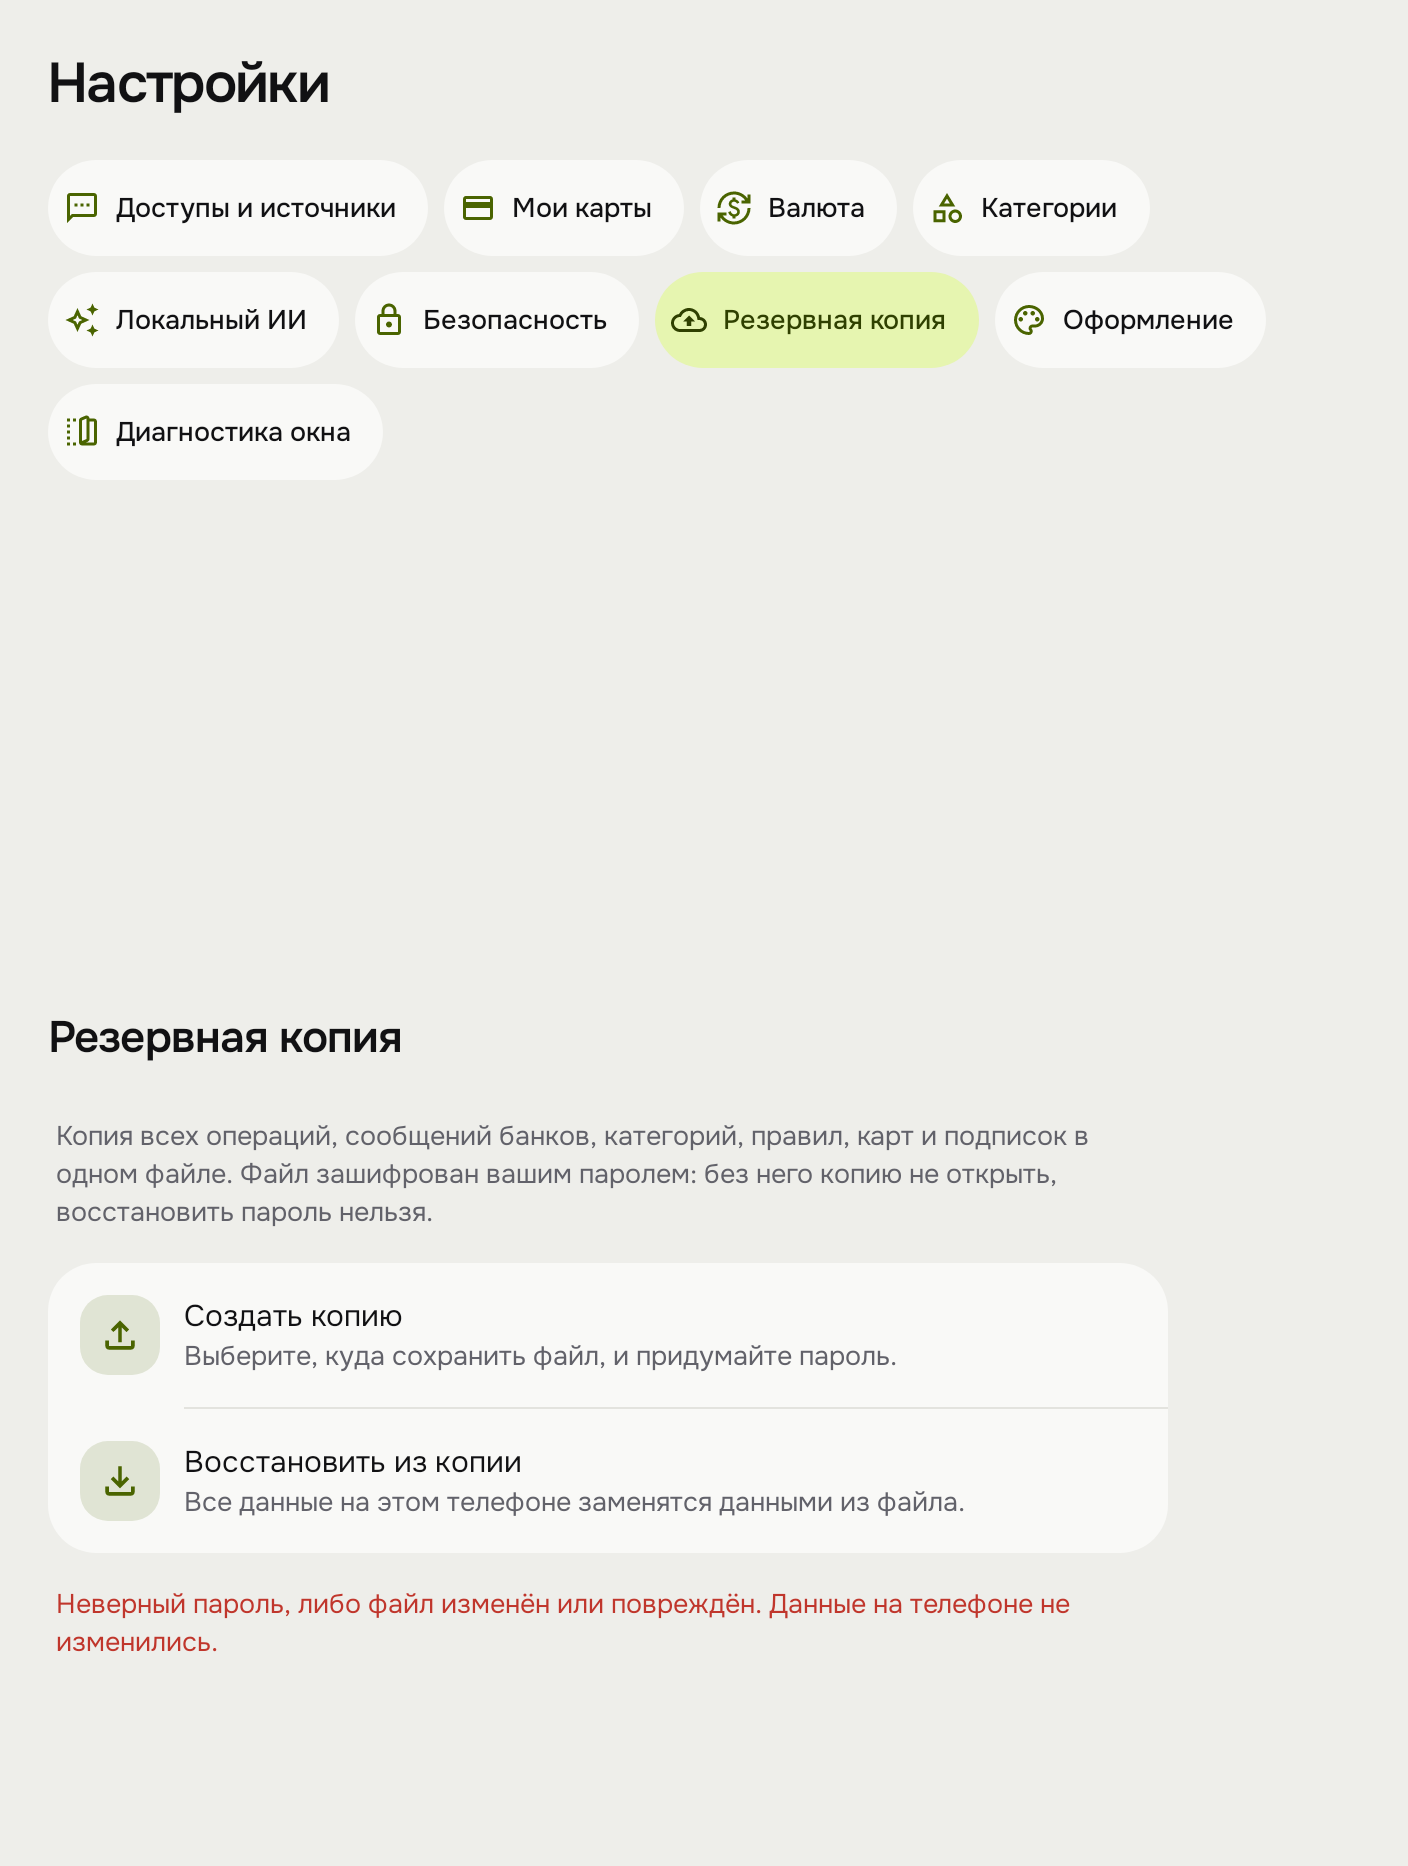 Настройки
Доступы и источники
Мои карты
Валюта
Категории
Локальный ИИ
Безопасность
Резервная копия
Оформление
Диагностика окна
Резервная копия
Копия всех операций, сообщений банков, категорий, правил, карт и подписок в
одном файле. Файл зашифрован вашим паролем: без него копию не открыть,
восстановить пароль нельзя.
Создать копию
Выберите, куда сохранить файл, и придумайте пароль.
Восстановить из копии
Все данные на этом телефоне заменятся данными из файла.
Неверный пароль, либо файл изменён или повреждён. Данные на телефоне не
изменились.